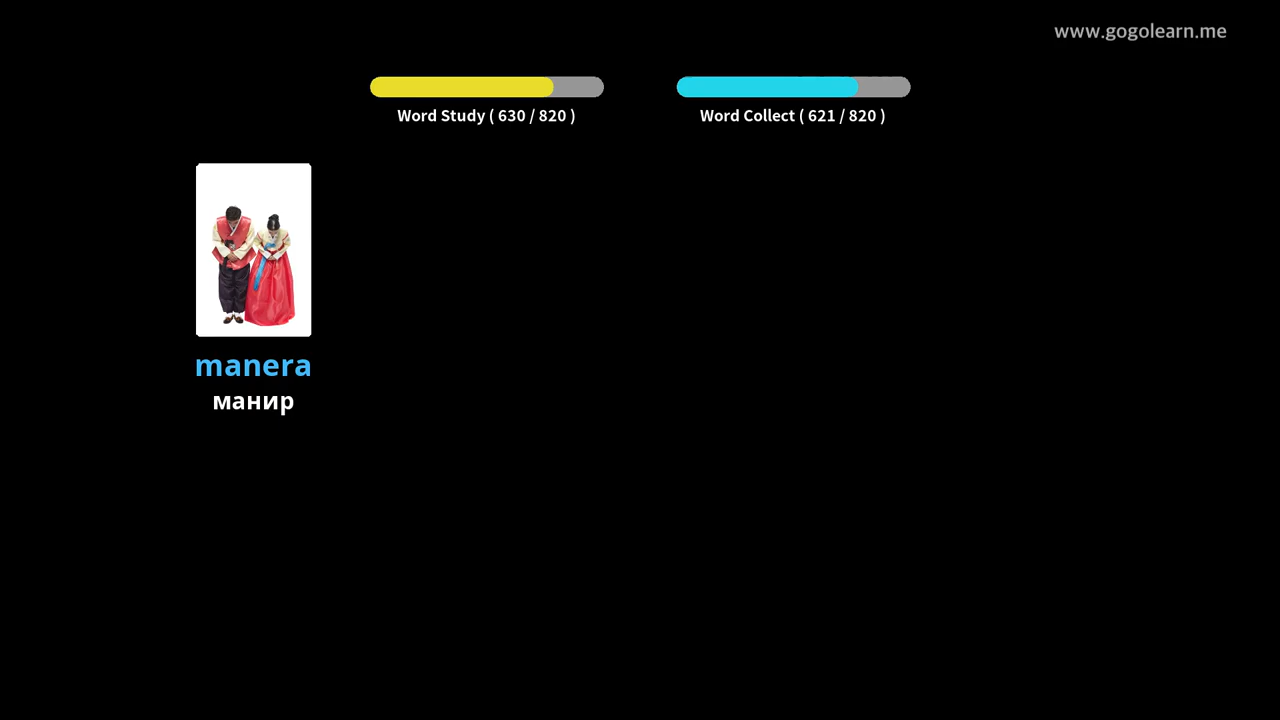 www.gogolearn.me
Word Study ( 630 / 820 )
Word Collect ( 621 / 820 )
manera
манир